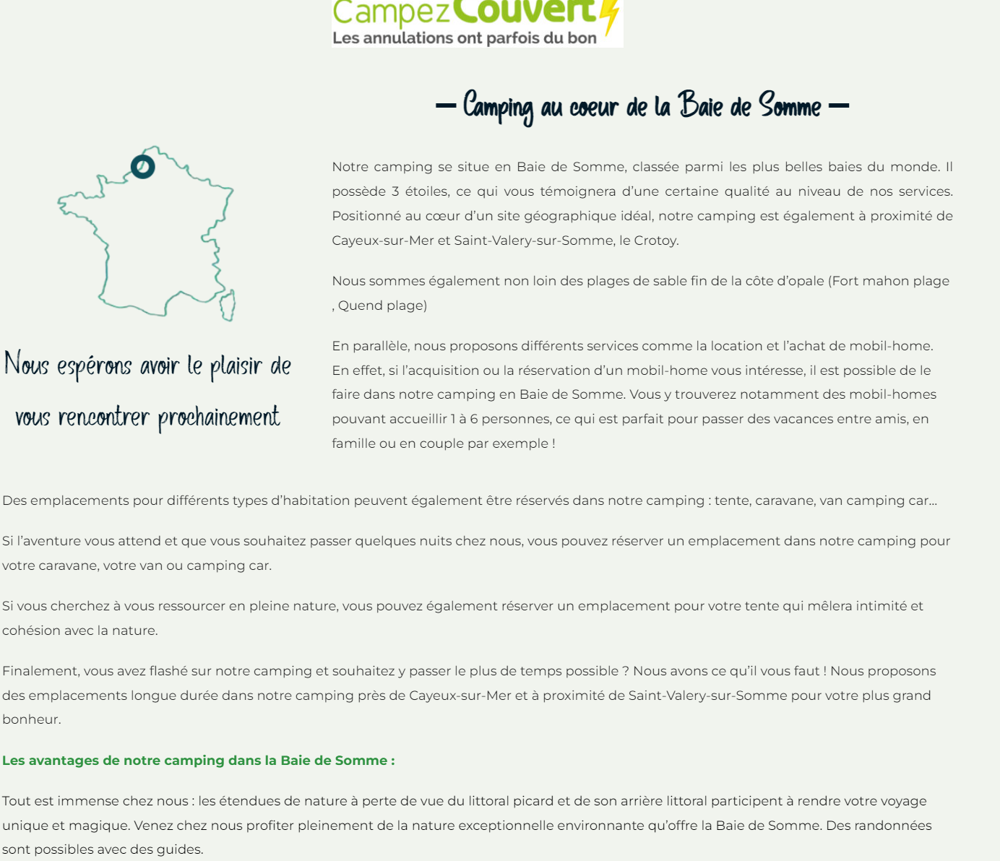 CampezCouvert
Les annulations ont parfois du bon
– Camping au coeur de la Baie de Somme –
Notre camping se situe en Baie de Somme, classée parmi les plus belles baies du monde. Il
possède 3 étoiles, ce qui vous témoignera d’une certaine qualité au niveau de nos services.
Positionné au cœur d’un site géographique idéal, notre camping est également à proximité de
Cayeux-sur-Mer et Saint-Valery-sur-Somme, le Crotoy.
Nous sommes également non loin des plages de sable fin de la côte d’opale (Fort mahon plage
, Quend plage)
En parallèle, nous proposons différents services comme la location et l’achat de mobil-home.
En effet, si l’acquisition ou la réservation d’un mobil-home vous intéresse, il est possible de le
faire dans notre camping en Baie de Somme. Vous y trouverez notamment des mobil-homes
pouvant accueillir 1 à 6 personnes, ce qui est parfait pour passer des vacances entre amis, en
famille ou en couple par exemple !
Nous espérons avoir le plaisir de
vous rencontrer prochainement
Des emplacements pour différents types d’habitation peuvent également être réservés dans notre camping : tente, caravane, van camping car…
Si l’aventure vous attend et que vous souhaitez passer quelques nuits chez nous, vous pouvez réserver un emplacement dans notre camping pour
votre caravane, votre van ou camping car.
Si vous cherchez à vous ressourcer en pleine nature, vous pouvez également réserver un emplacement pour votre tente qui mêlera intimité et
cohésion avec la nature.
Finalement, vous avez flashé sur notre camping et souhaitez y passer le plus de temps possible ? Nous avons ce qu’il vous faut ! Nous proposons
des emplacements longue durée dans notre camping près de Cayeux-sur-Mer et à proximité de Saint-Valery-sur-Somme pour votre plus grand
bonheur.
Les avantages de notre camping dans la Baie de Somme :
Tout est immense chez nous : les étendues de nature à perte de vue du littoral picard et de son arrière littoral participent à rendre votre voyage
unique et magique. Venez chez nous profiter pleinement de la nature exceptionnelle environnante qu’offre la Baie de Somme. Des randonnées
sont possibles avec des guides.